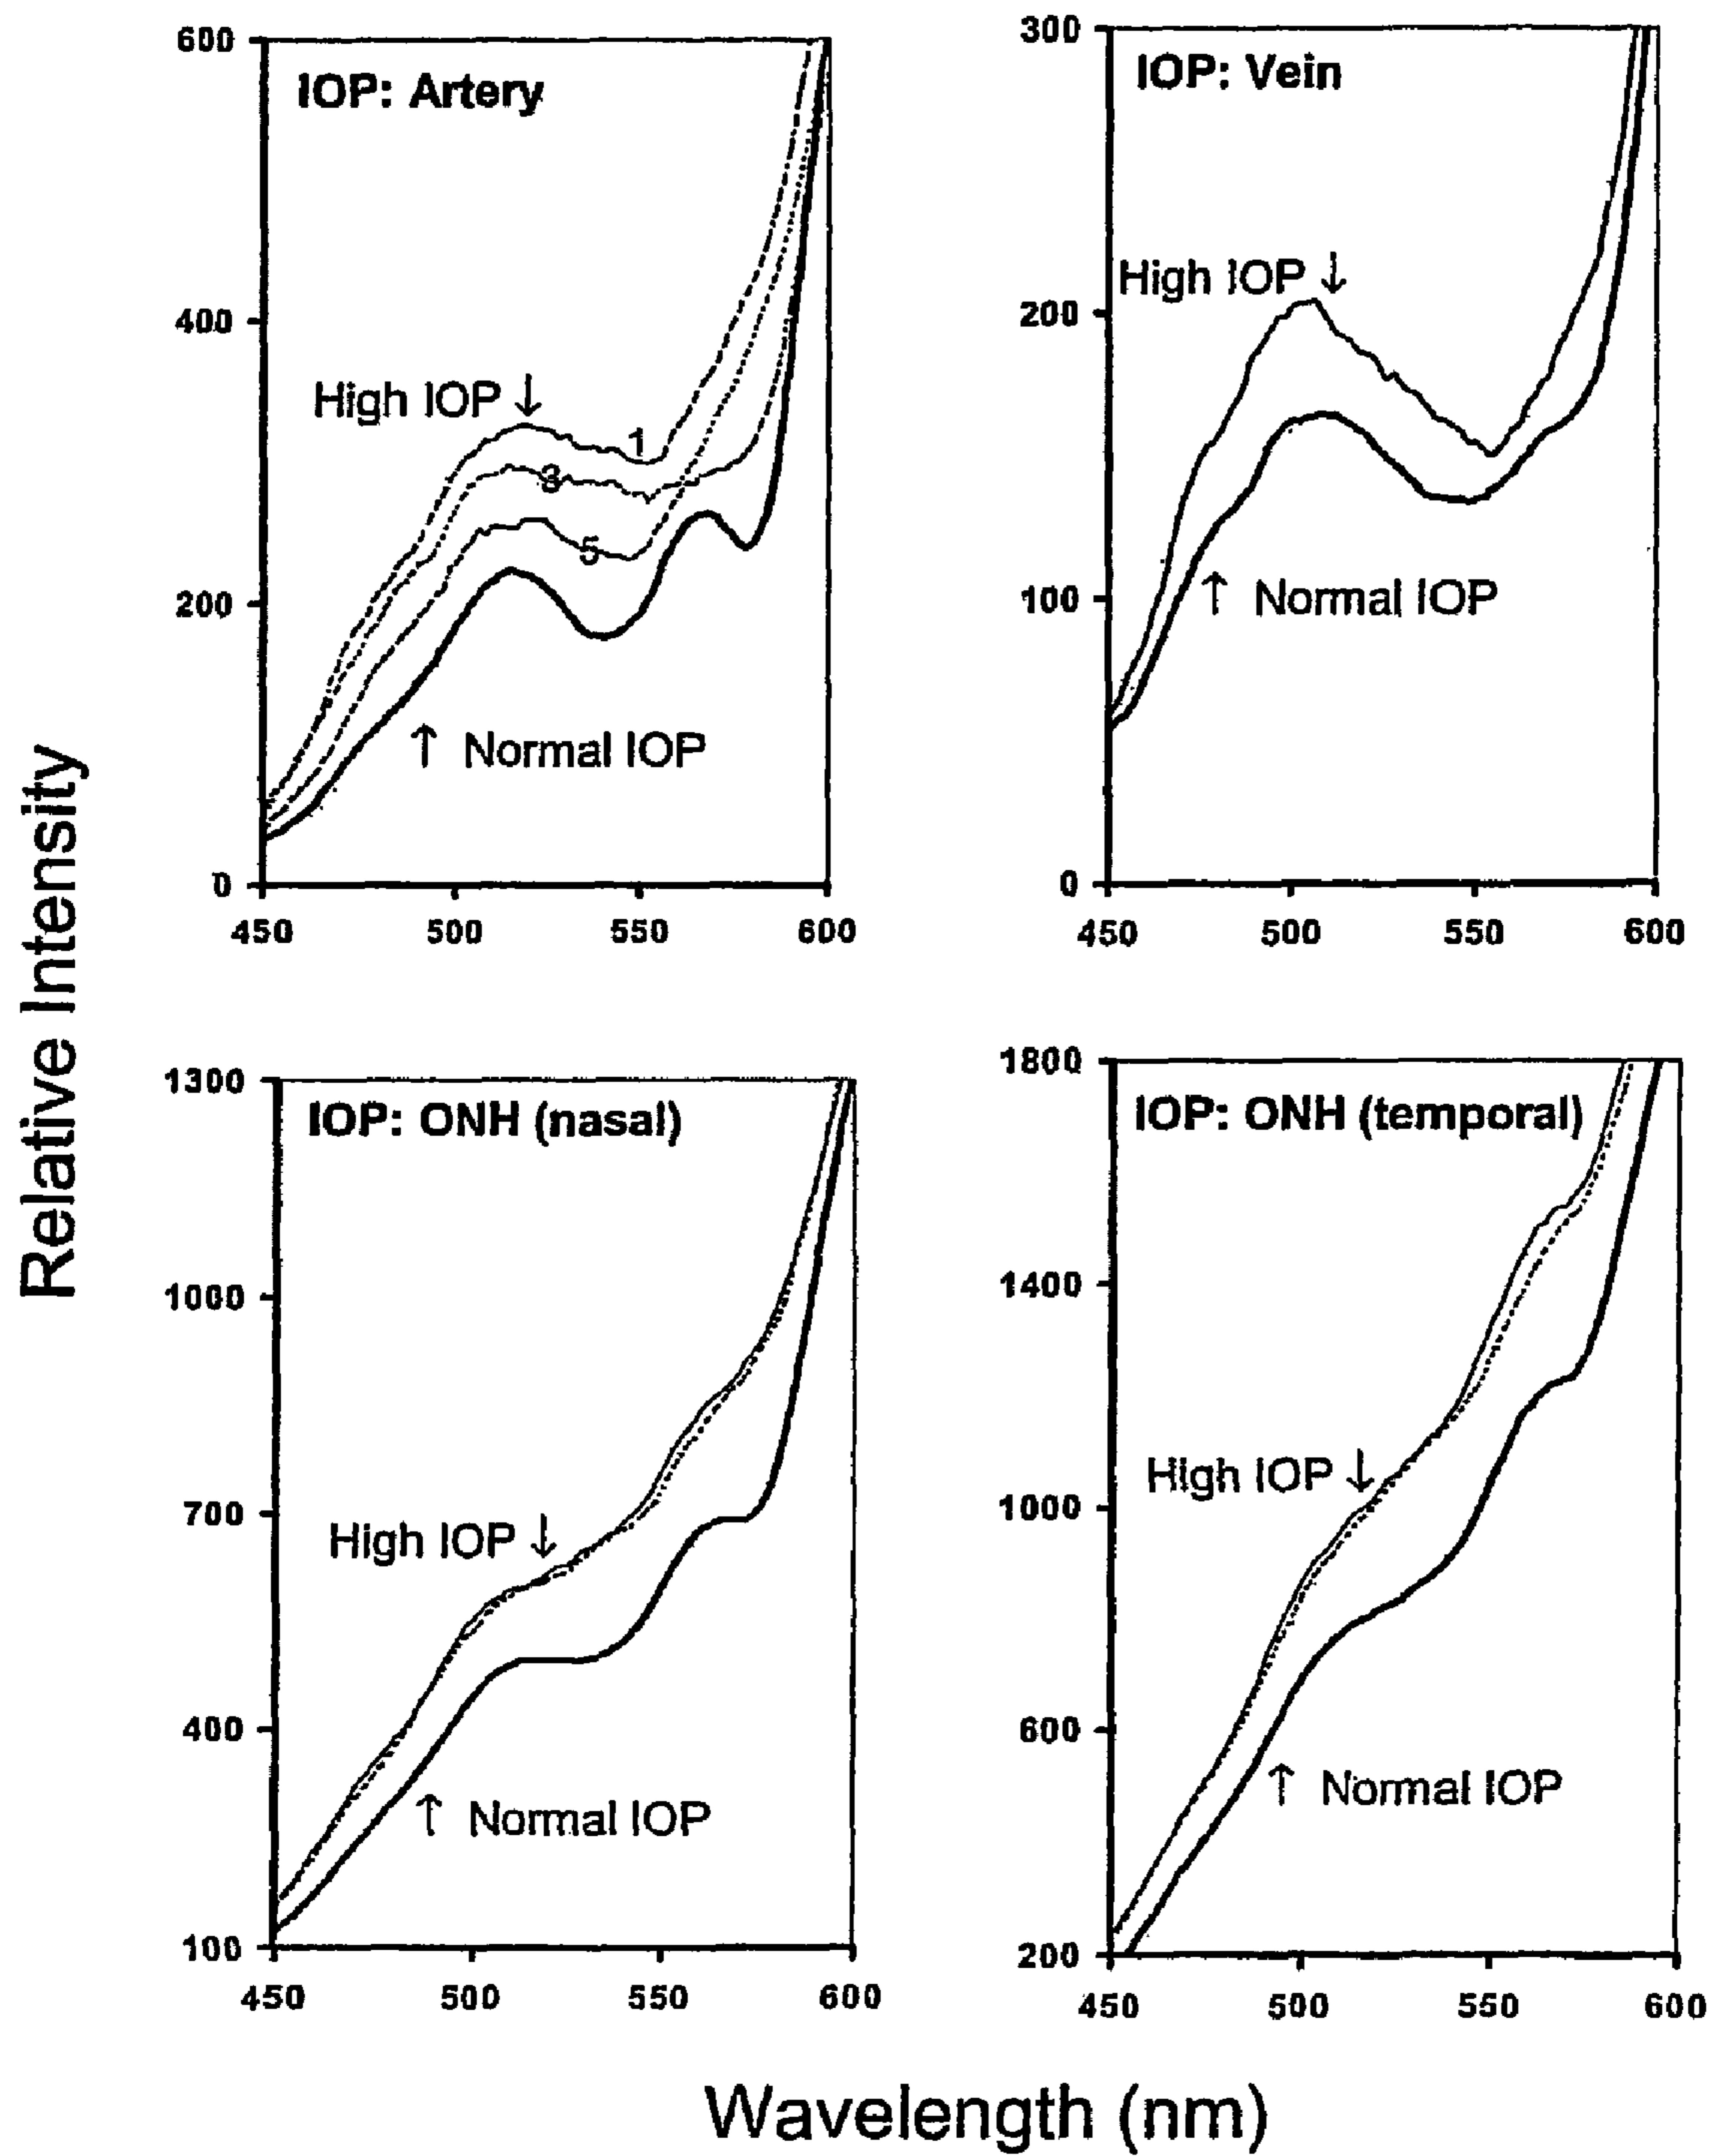 Relative Intensity
IOP: Artery
600
400
200
0
450 500 550 600
High IOP ↓
1
3
5
↑ Normal IOP
IOP: Vein
300
200
100
0
450 500 550 600
High IOP ↓
↑ Normal IOP
IOP: ONH (nasal)
1300
1000
700
400
100
450 500 550 600
High IOP ↓
↑ Normal IOP
IOP: ONH (temporal)
1800
1400
1000
600
200
450 500 550 600
High IOP ↓
↑ Normal IOP
Wavelength (nm)